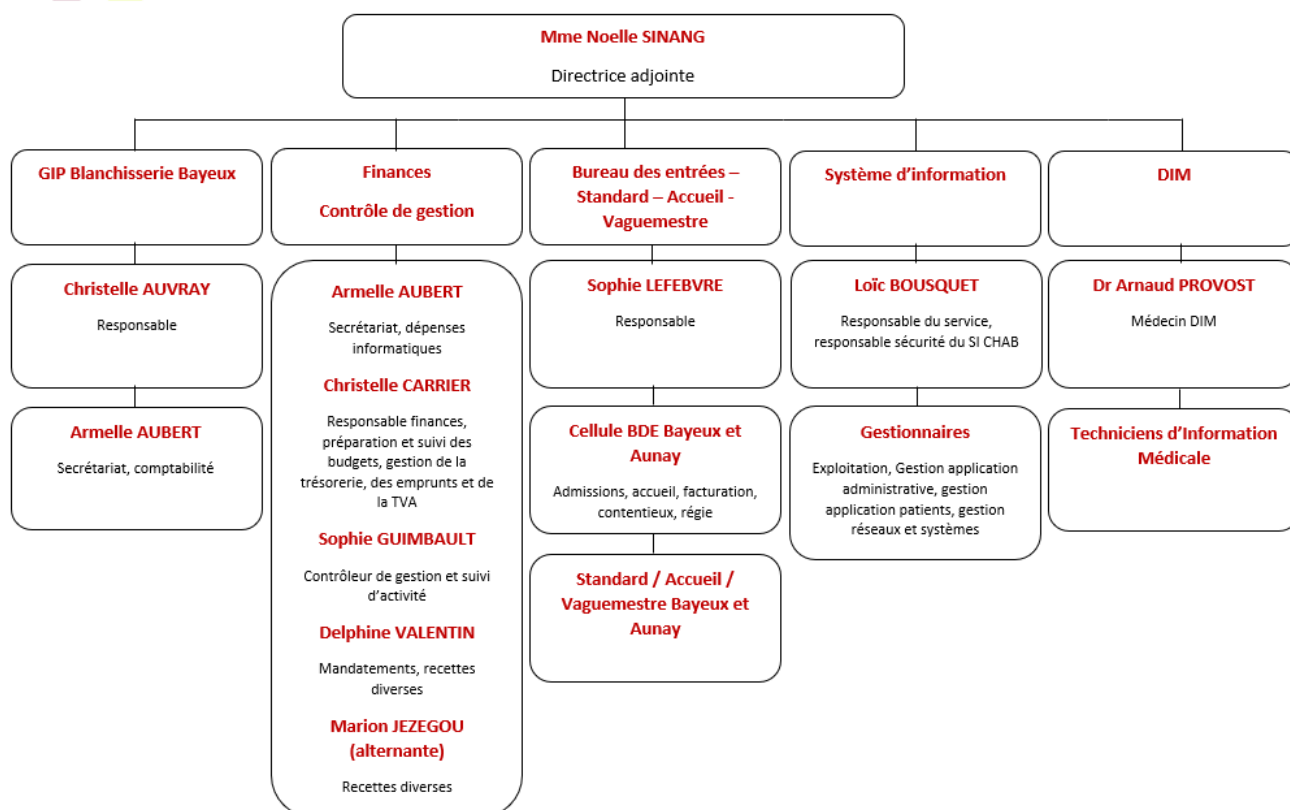 Mme Noelle SINANG
Directrice adjointe
GIP Blanchisserie Bayeux
Christelle AUVRAY
Responsable
Armelle AUBERT
Secrétariat, comptabilité
Finances
Contrôle de gestion
Armelle AUBERT
Secrétariat, dépenses
informatiques
Christelle CARRIER
Responsable finances,
préparation et suivi des
budgets, gestion de la
trésorerie, des emprunts et de
la TVA
Sophie GUIMBAULT
Contrôleur de gestion et suivi
d’activité
Delphine VALENTIN
Mandatements, recettes
diverses
Marion JEZEGOU
(alternante)
Recettes diverses
Bureau des entrées –
Standard – Accueil -
Vaguemestre
Sophie LEFEBVRE
Responsable
Cellule BDE Bayeux et
Aunay
Admissions, accueil, facturation,
contentieux, régie
Standard / Accueil /
Vaguemestre Bayeux et
Aunay
Système d’information
Loïc BOUSQUET
Responsable du service,
responsable sécurité du SI CHAB
Gestionnaires
Exploitation, Gestion application
administrative, gestion
application patients, gestion
réseaux et systèmes
DIM
Dr Arnaud PROVOST
Médecin DIM
Techniciens d’Information
Médicale